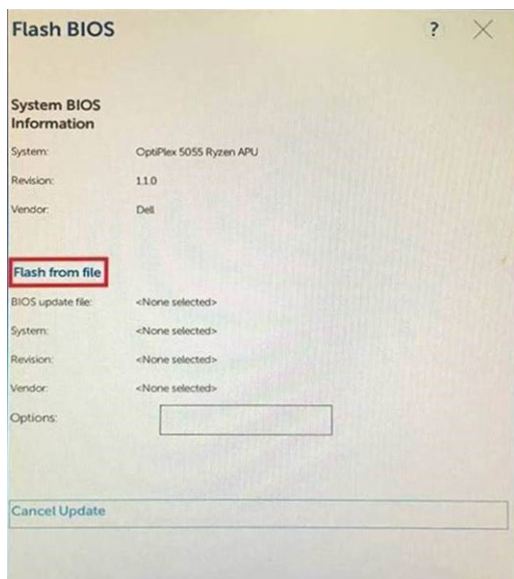 Flash BIOS
?
System BIOS
Information
System: OptiPlex 5055 Ryzen APU
Revision: 1.1.0
Vendor: Dell
Flash from file
BIOS update file: <None selected>
System: <None selected>
Revision: <None selected>
Vendor: <None selected>
Options:
Cancel Update